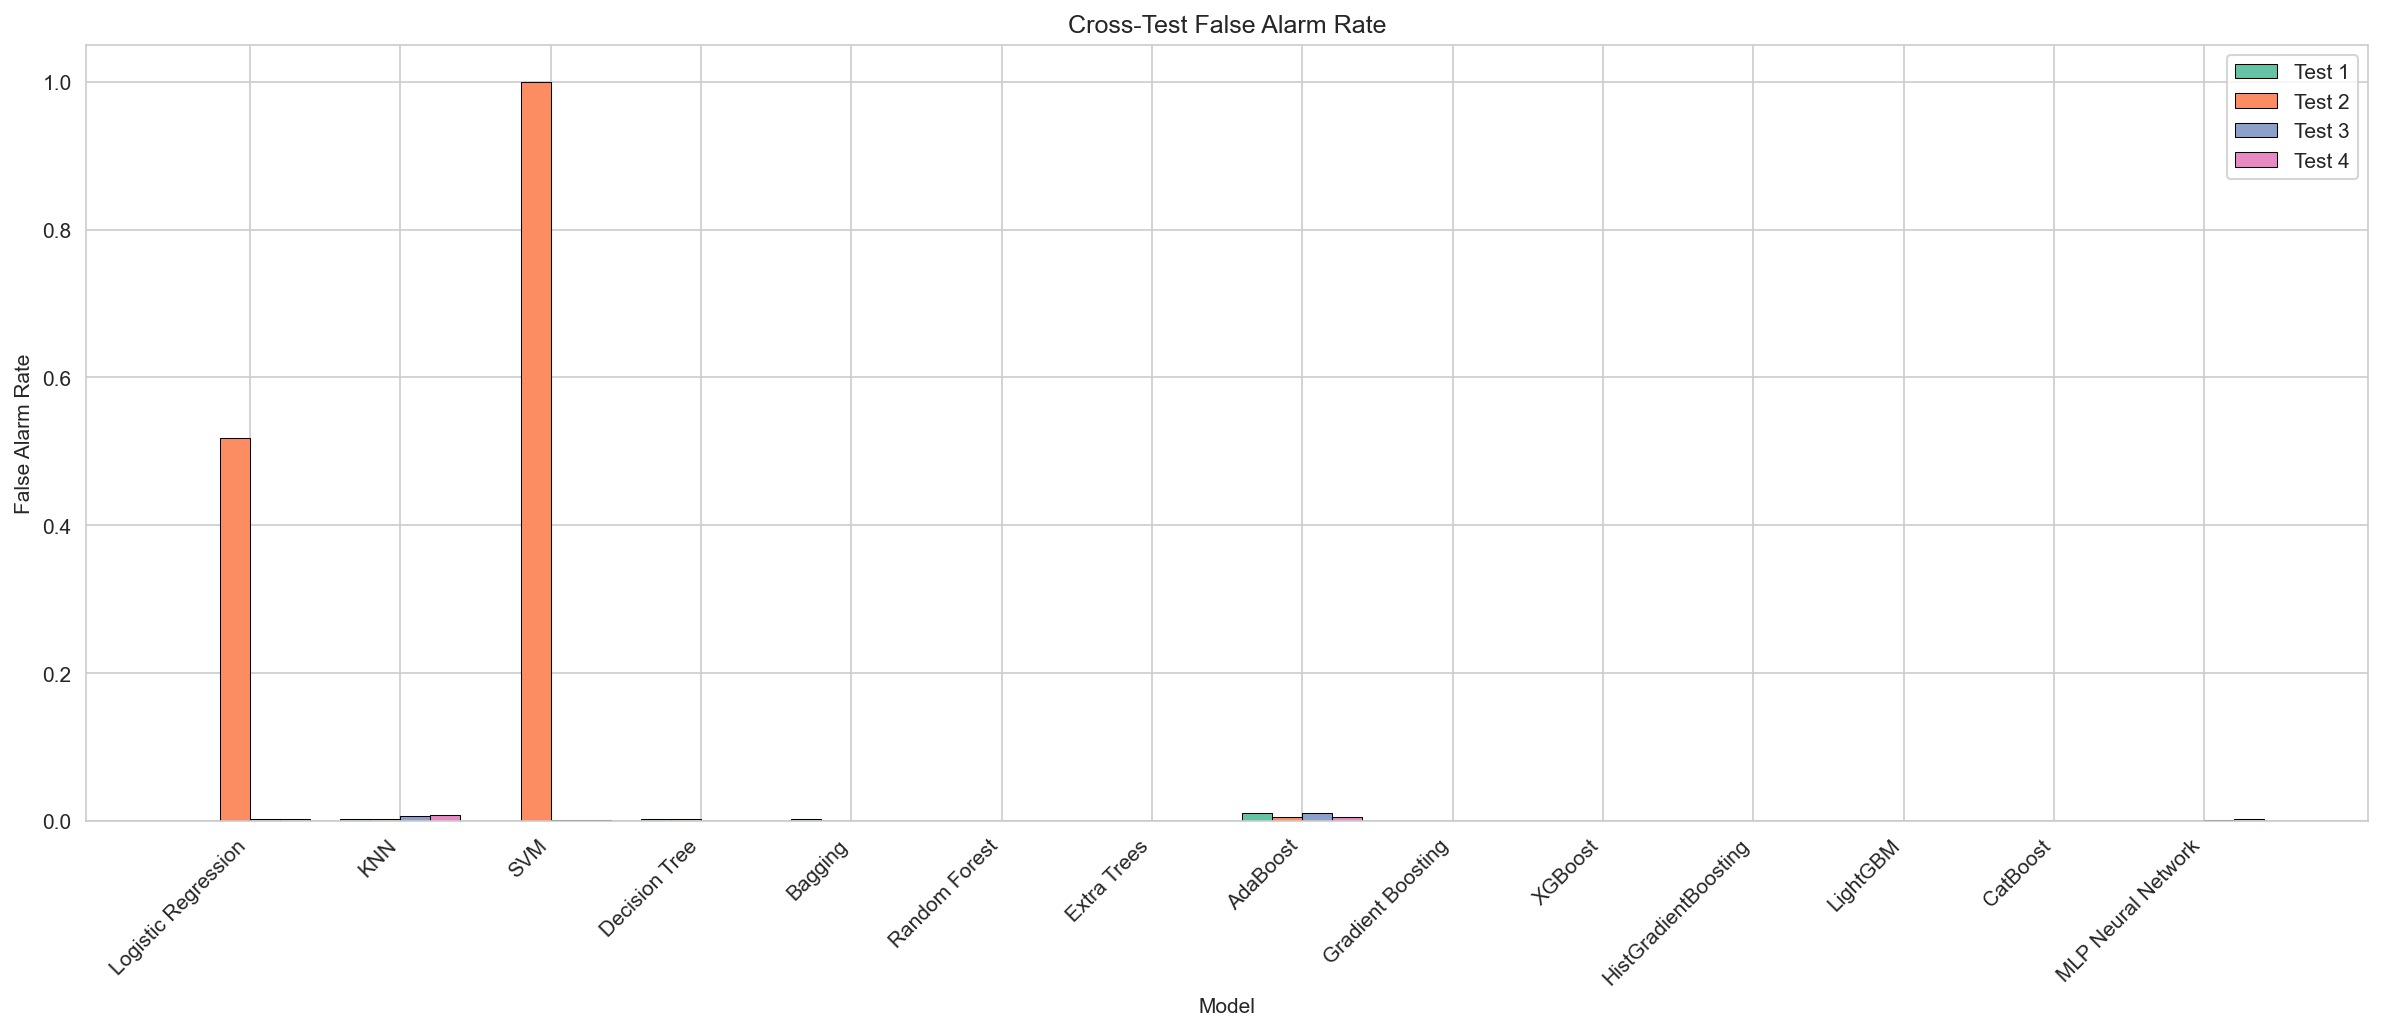 Cross-Test False Alarm Rate
Test 1
Test 2
Test 3
Test 4
False Alarm Rate
1.0
0.8
0.6
0.4
0.2
0.0
Logistic Regression
KNN
SVM
Decision Tree
Bagging
Random Forest
Extra Trees
AdaBoost
Gradient Boosting
XGBoost
HistGradientBoosting
LightGBM
CatBoost
MLP Neural Network
Model